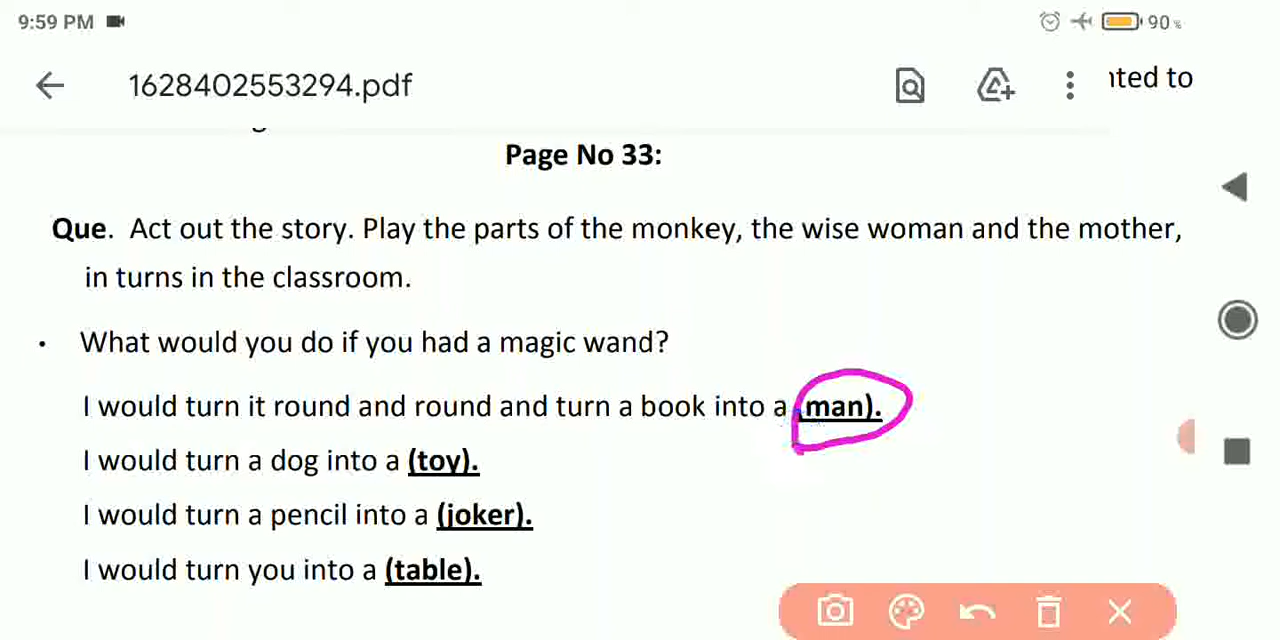 9:59 PM 90%
1628402553294.pdf
nted to
Page No 33:
Que. Act out the story. Play the parts of the monkey, the wise woman and the mother,
in turns in the classroom.
• What would you do if you had a magic wand?
I would turn it round and round and turn a book into a (man).
I would turn a dog into a (toy).
I would turn a pencil into a (joker).
I would turn you into a (table).